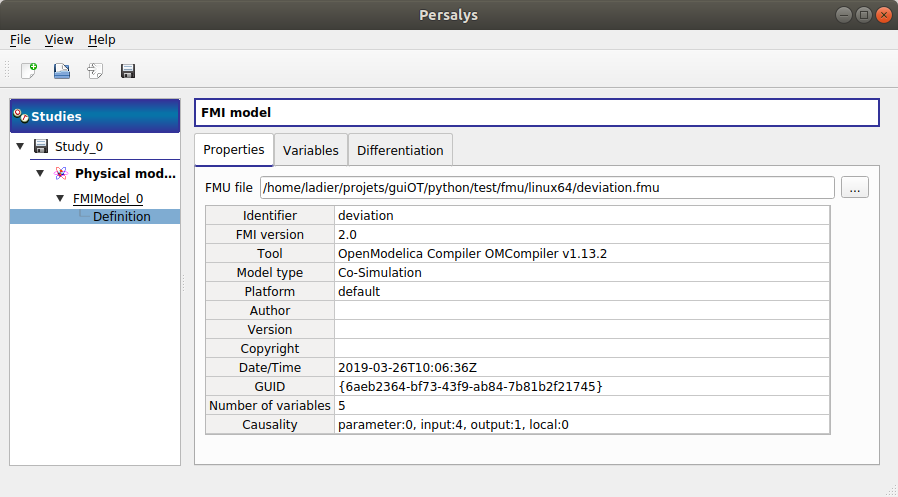 Persalys
File View Help
Studies
Study_0
Physical mod...
FMIModel_0
Definition
FMI model
Properties Variables Differentiation
FMU file /home/ladier/projets/guiOT/python/test/fmu/linux64/deviation.fmu ...
Identifier deviation
FMI version 2.0
Tool OpenModelica Compiler OMCompiler v1.13.2
Model type Co-Simulation
Platform default
Author
Version
Copyright
Date/Time 2019-03-26T10:06:36Z
GUID {6aeb2364-bf73-43f9-ab84-7b81b2f21745}
Number of variables 5
Causality parameter:0, input:4, output:1, local:0